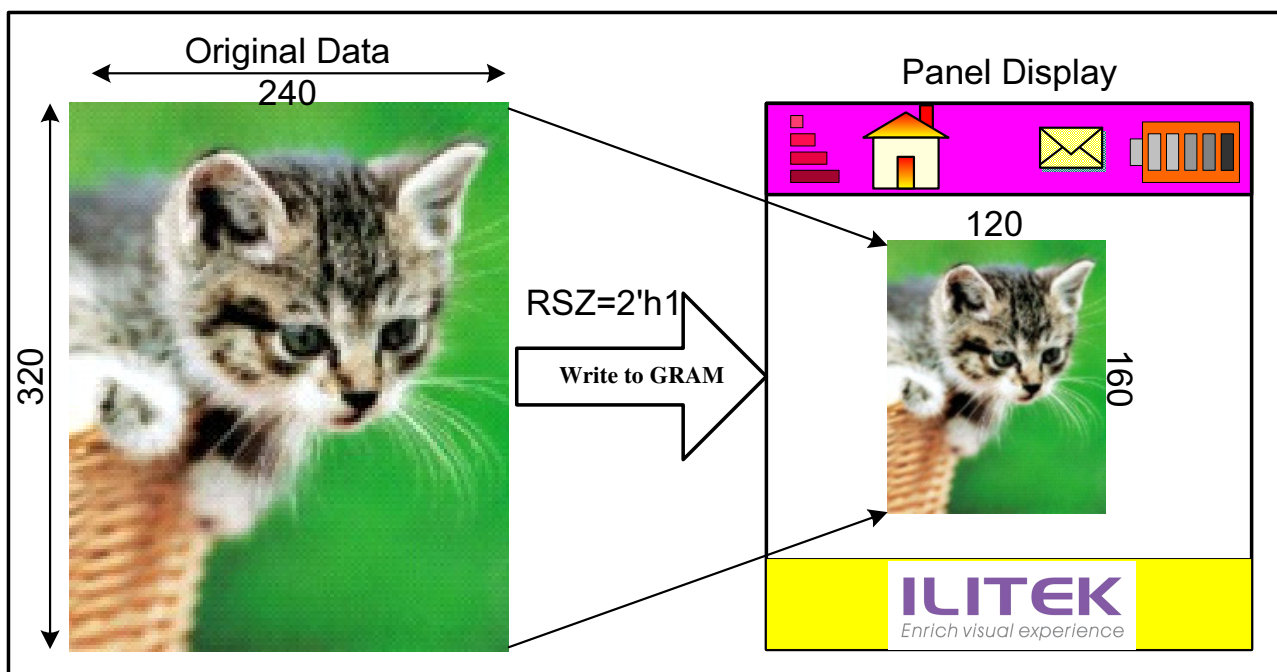 Original Data
240
320
RSZ=2'h1
Write to GRAM
Panel Display
120
160
ILITEK
Enrich visual experience